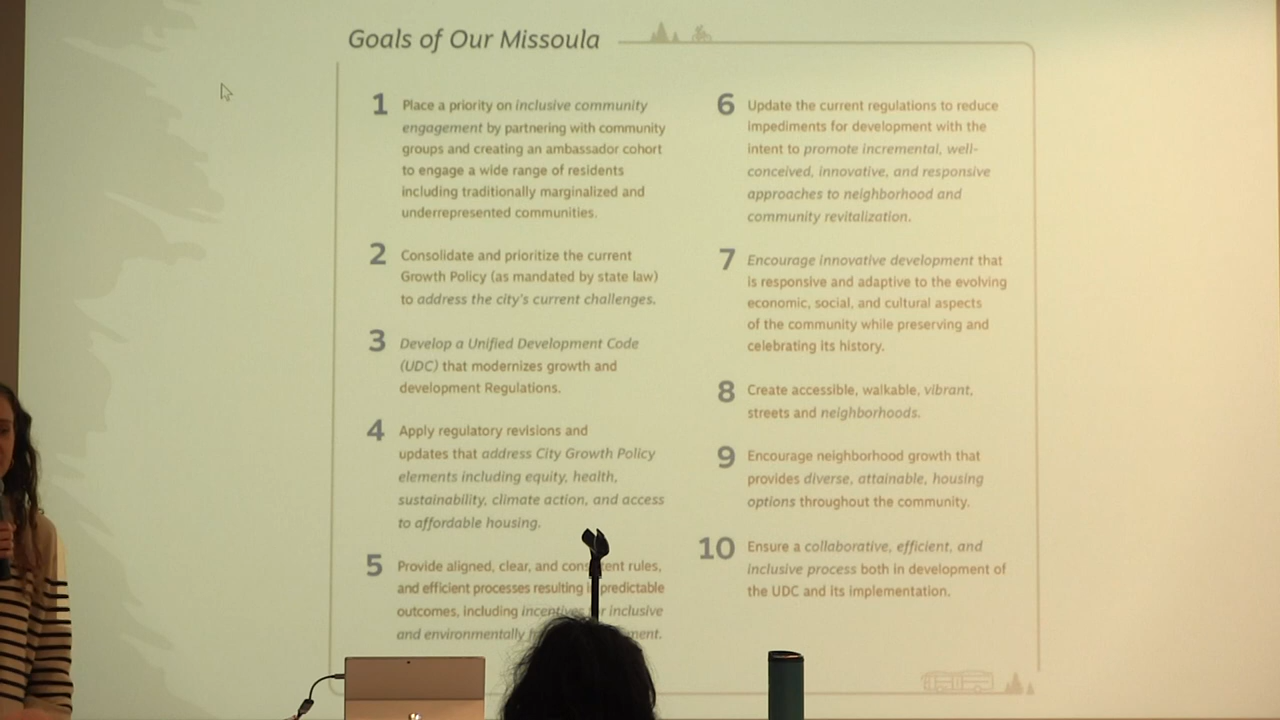 Goals of Our Missoula
1
Place a priority on inclusive community
engagement by partnering with community
groups and creating an ambassador cohort
to engage a wide range of residents
including traditionally marginalized and
underrepresented communities.
2
Consolidate and prioritize the current
Growth Policy (as mandated by state law)
to address the city's current challenges.
3
Develop a Unified Development Code
(UDC) that modernizes growth and
development Regulations.
4
Apply regulatory revisions and
updates that address City Growth Policy
elements including equity, health,
sustainability, climate action, and access
to affordable housing.
5
Provide aligned, clear, and rules,
and efficient processes resulting predictable
outcomes, including incentives inclusive
and environmentally
6
Update the current regulations to reduce
impediments for development with the
intent to promote incremental, well-
conceived, innovative, and responsive
approaches to neighborhood and
community revitalization.
7
Encourage innovative development that
is responsive and adaptive to the evolving
economic, social, and cultural aspects
of the community while preserving and
celebrating its history.
8
Create accessible, walkable, vibrant,
streets and neighborhoods.
9
Encourage neighborhood growth that
provides diverse, attainable, housing
options throughout the community.
10
Ensure a collaborative, efficient, and
inclusive process both in development of
the UDC and its implementation.